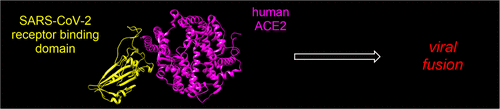 SARS-CoV-2
receptor binding
domain
human
ACE2
viral
fusion